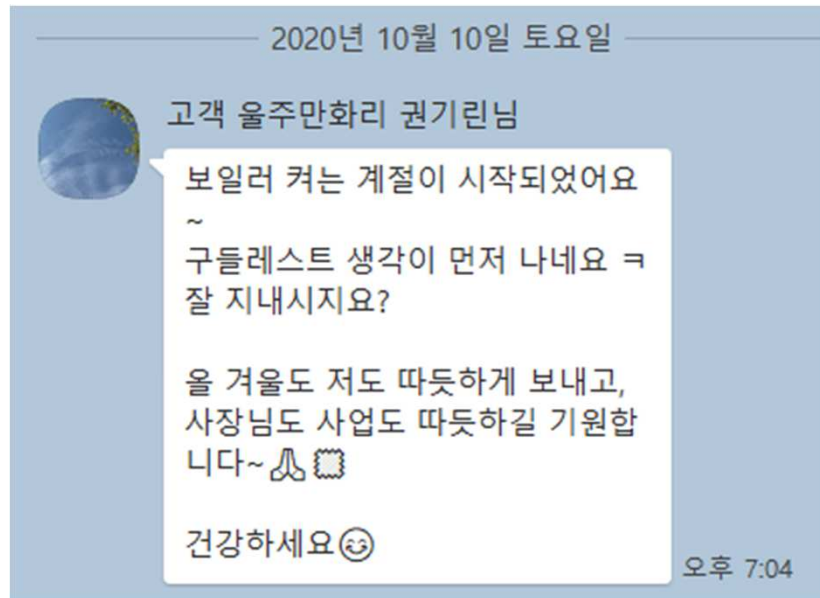 2020년 10월 10일 토요일
고객 울주만화리 권기린님
보일러 켜는 계절이 시작되었어요
~
구들레스트 생각이 먼저 나네요 ㅋ
잘 지내시지요?
올 겨울도 저도 따듯하게 보내고,
사장님도 사업도 따듯하길 기원합
니다~🙏
건강하세요😊
오후 7:04